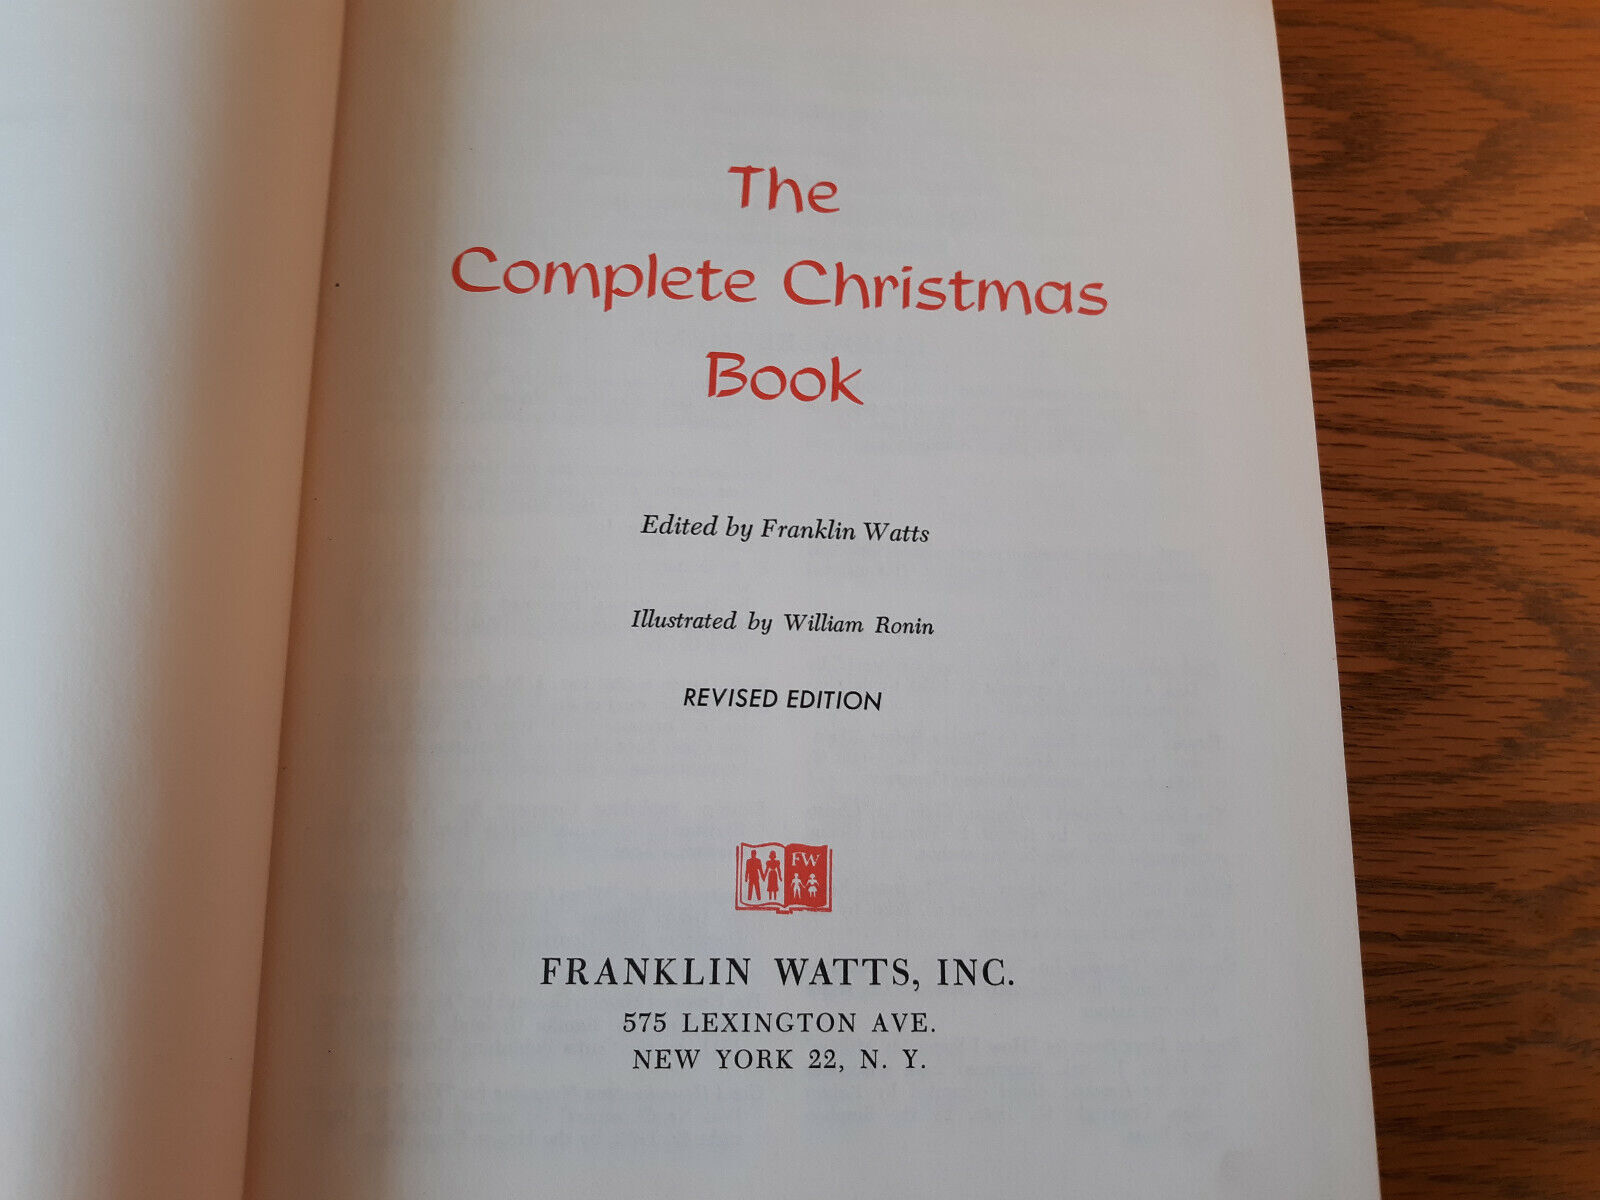 The
Complete Christmas
Book
Edited by Franklin Watts
Illustrated by William Ronin
REVISED EDITION
FW
FRANKLIN WATTS, INC.
575 LEXINGTON AVE.
NEW YORK 22, N. Y.